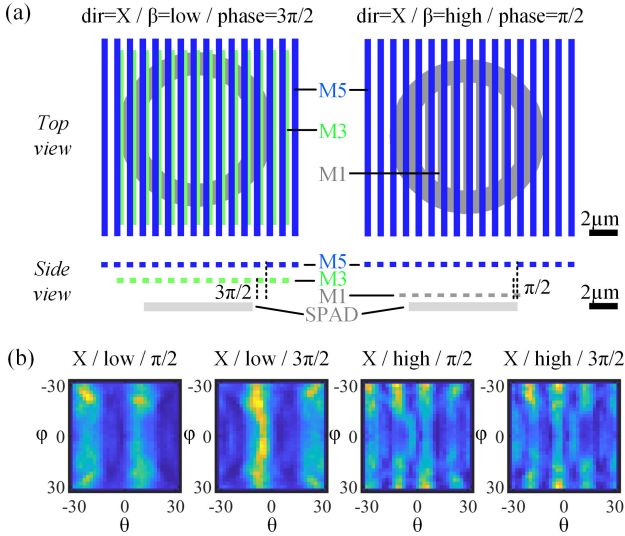 (a) dir=X / β=low / phase=3π/2 dir=X / β=high / phase=π/2
Top view
M5
M3
M1
2μm
Side view
M5
M3
M1
SPAD
3π/2
π/2
2μm
(b) X / low / π/2 X / low / 3π/2 X / high / π/2 X / high / 3π/2
-30 -30 -30 -30
φ 0 φ 0 φ 0 φ 0
30 30 30 30
-30 0 30 -30 0 30 -30 0 30 -30 0 30
θ θ θ θ